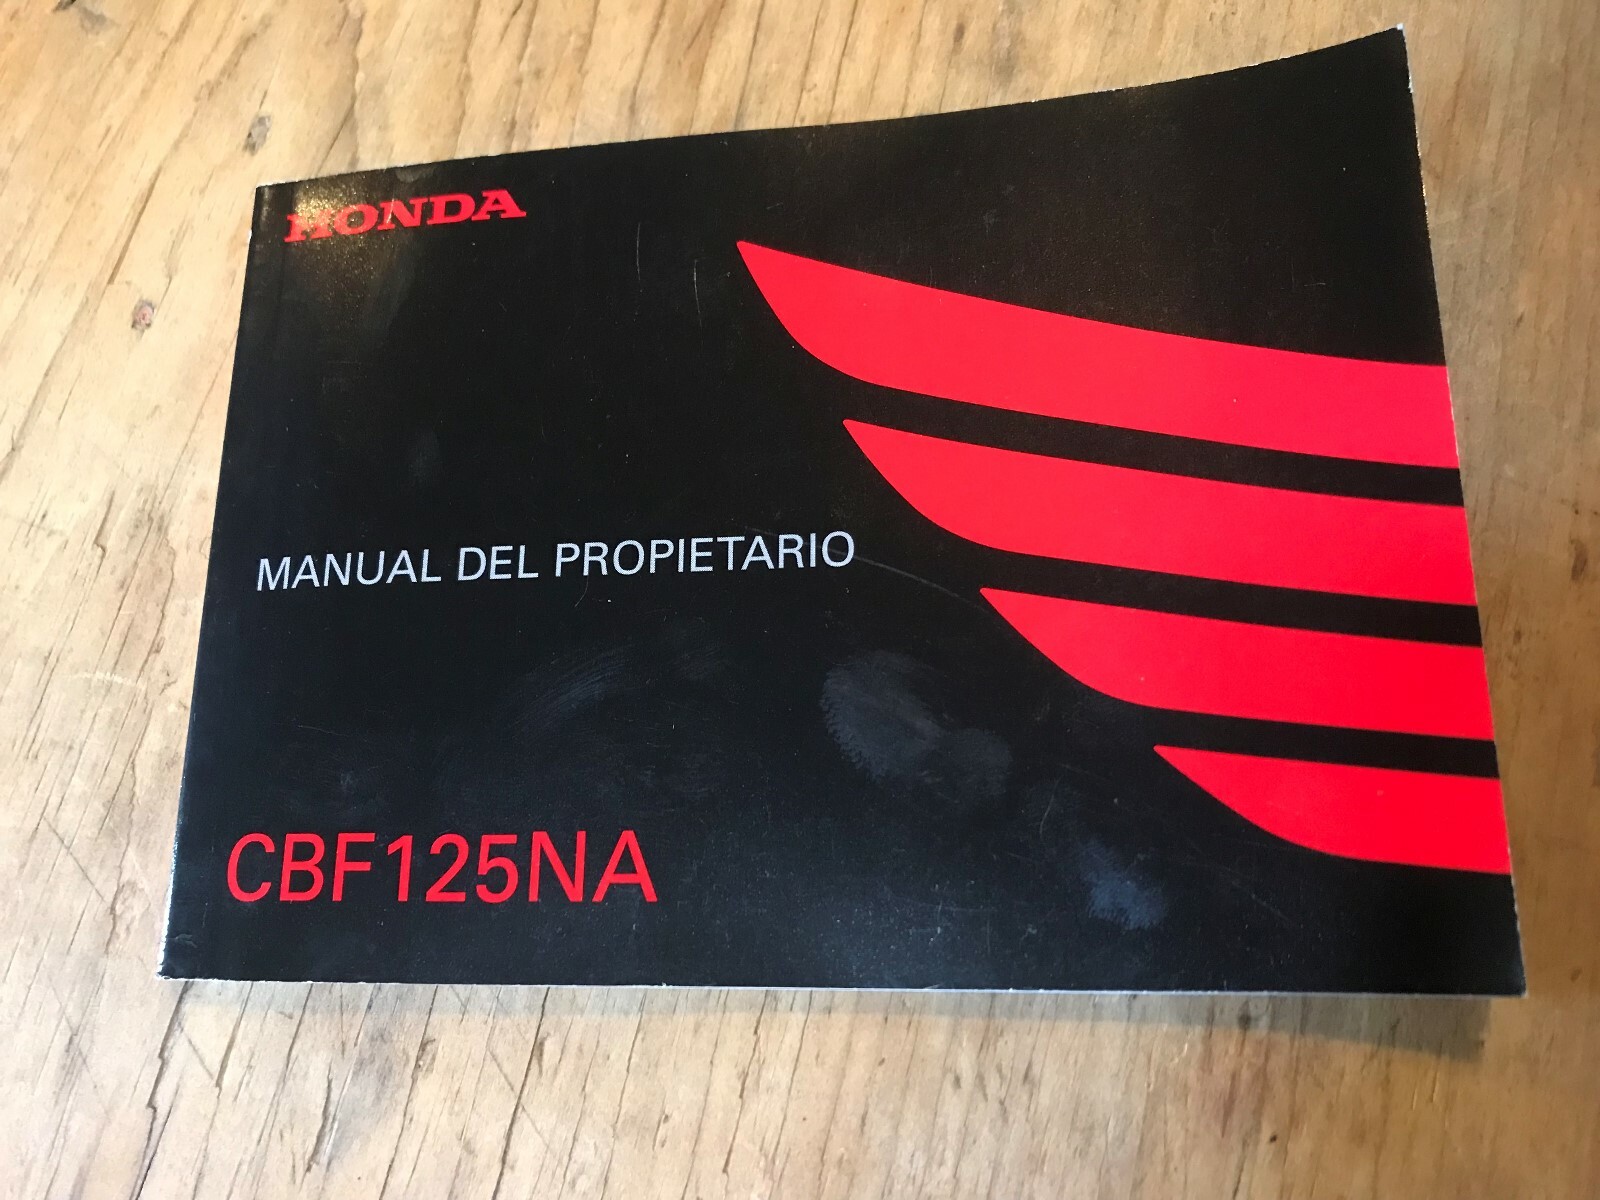 HONDA
MANUAL DEL PROPIETARIO
CBF125NA